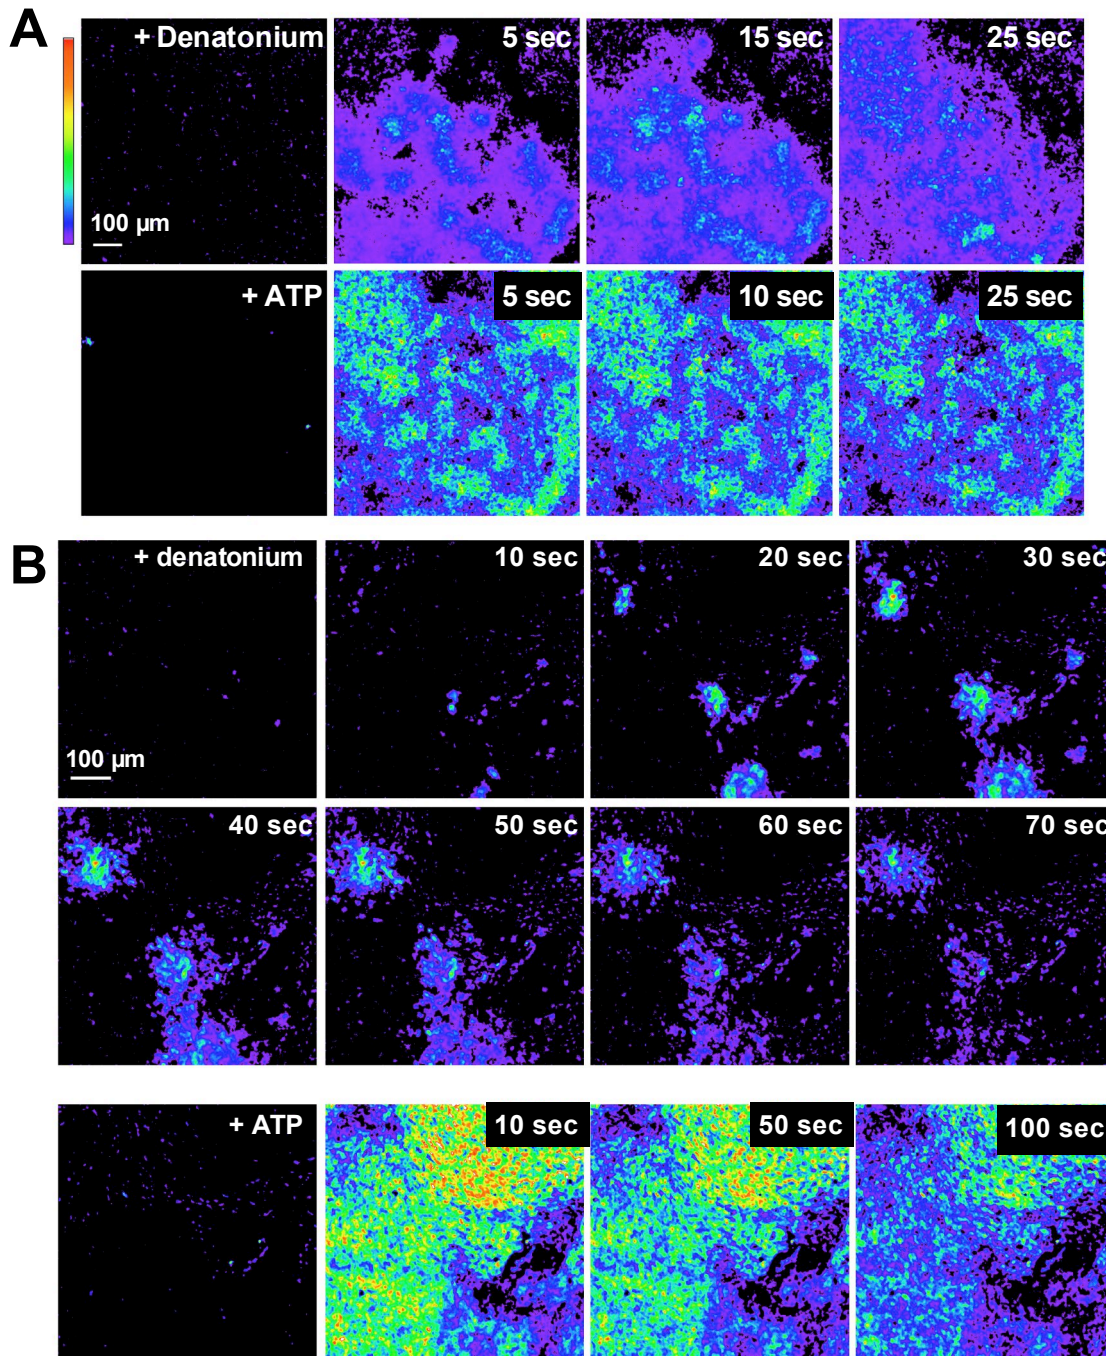 A
+ Denatonium
5 sec
15 sec
25 sec
100 µm
+ ATP
5 sec
10 sec
25 sec
B
+ denatonium
10 sec
20 sec
30 sec
100 µm
40 sec
50 sec
60 sec
70 sec
+ ATP
10 sec
50 sec
100 sec